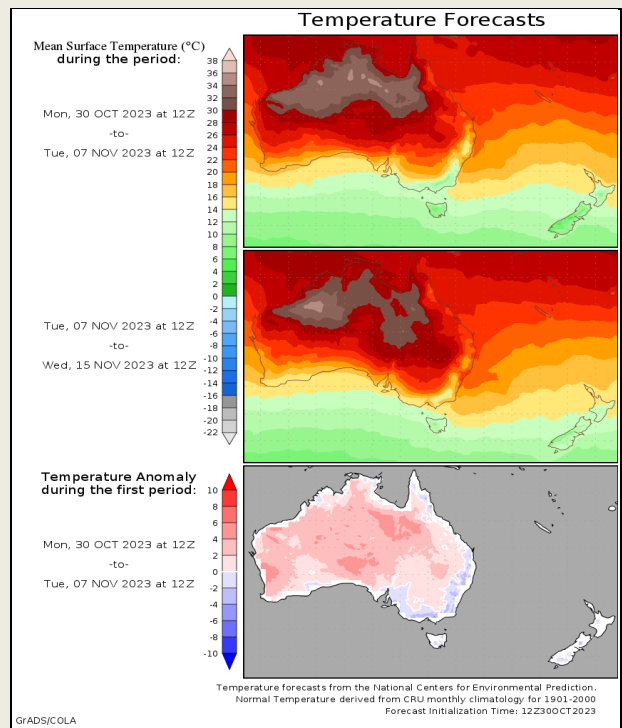 Temperature Forecasts
Mean Surface Temperature (°C)
during the period:
Mon, 30 OCT 2023 at 12Z
-to-
Tue, 07 NOV 2023 at 12Z
38
36
34
32
30
28
26
24
22
20
18
16
14
12
10
8
6
4
2
0
-2
-4
-6
-8
-10
-12
-14
-16
-18
-20
-22
Tue, 07 NOV 2023 at 12Z
-to-
Wed, 15 NOV 2023 at 12Z
Temperature Anomaly
during the first period:
Mon, 30 OCT 2023 at 12Z
-to-
Tue, 07 NOV 2023 at 12Z
10
8
6
4
2
0
-2
-4
-6
-8
-10
Temperature forecasts from the National Centers for Environmental Prediction.
Normal Temperature derived from CRU monthly climatology for 1901-2000
Forecast Initialization Time: 12Z30OCT2023
GrADS/COLA